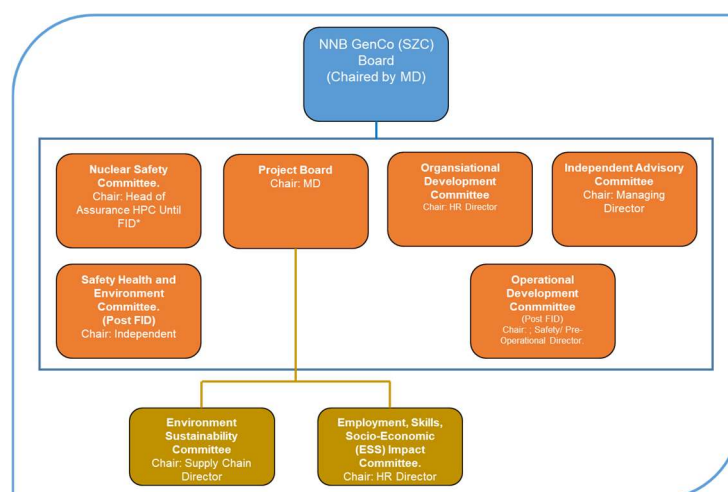 NNB GenCo (SZC)
Board
(Chaired by MD)
Nuclear Safety
Committee.
Chair: Head of
Assurance HPC Until
FID*
Project Board
Chair: MD
Organsiational
Development
Committee
Chair: HR Director
Independent Advisory
Committee
Chair: Managing
Director
Safety Health and
Environment
Committee.
(Post FID)
Chair: Independent
Operational
Development
Conmmittee
(Post FID)
Chair: ; Safety/ Pre-
Operational Director.
Environment
Sustainability
Committee
Chair: Supply Chain
Director
Employment, Skills,
Socio-Economic
(ESS) Impact
Committee.
Chair: HR Director